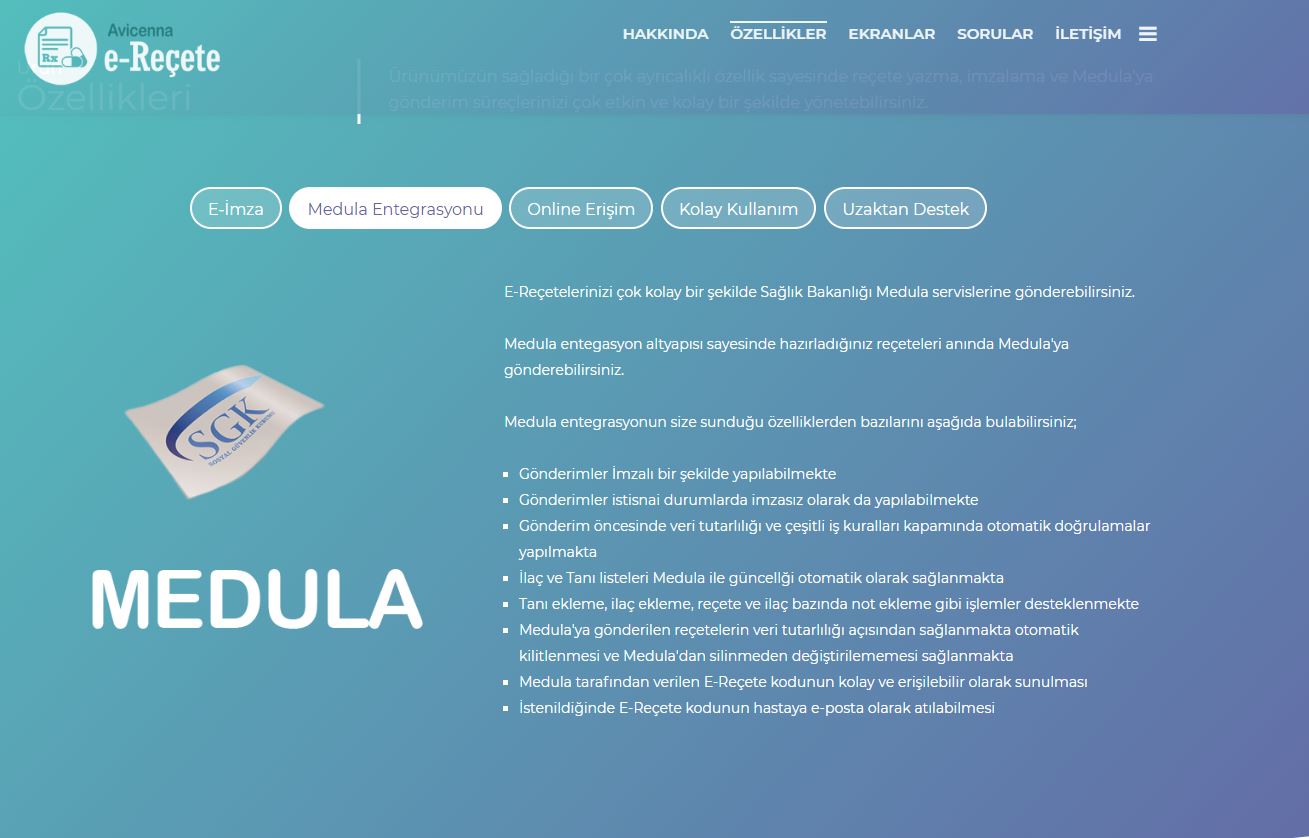 Avicenna
e-Reçete
Rx
HAKKINDA
ÖZELLİKLER
EKRANLAR
SORULAR
İLETİŞİM
Özellikleri
Ürünümüzün sağladığı bir çok ayrıcalıklı özellik sayesinde reçete yazma, imzalama ve Medula'ya
gönderim süreçlerinizi çok etkin ve kolay bir şekilde yönetebilirsiniz.
E-İmza
Medula Entegrasyonu
Online Erişim
Kolay Kullanım
Uzaktan Destek
SGK
SOSYAL GÜVENLİK KURUMU
MEDULA
E-Reçetelerinizi çok kolay bir şekilde Sağlık Bakanlığı Medula servislerine gönderebilirsiniz.
Medula entegasyon altyapısı sayesinde hazırladığınız reçeteleri anında Medula'ya
gönderebilirsiniz.
Medula entegrasyonun size sunduğu özelliklerden bazılarını aşağıda bulabilirsiniz;
Gönderimler İmzalı bir şekilde yapılabilmekte
Gönderimler istisnai durumlarda imzasız olarak da yapılabilmekte
Gönderim öncesinde veri tutarlılığı ve çeşitli iş kuralları kapamında otomatik doğrulamalar
yapılmakta
İlaç ve Tanı listeleri Medula ile güncellği otomatik olarak sağlanmakta
Tanı ekleme, ilaç ekleme, reçete ve ilaç bazında not ekleme gibi işlemler desteklenmekte
Medula'ya gönderilen reçetelerin veri tutarlılığı açısından sağlanmakta otomatik
kilitlenmesi ve Medula'dan silinmeden değiştirilememesi sağlanmakta
Medula tarafından verilen E-Reçete kodunun kolay ve erişilebilir olarak sunulması
İstenildiğinde E-Reçete kodunun hastaya e-posta olarak atılabilmesi